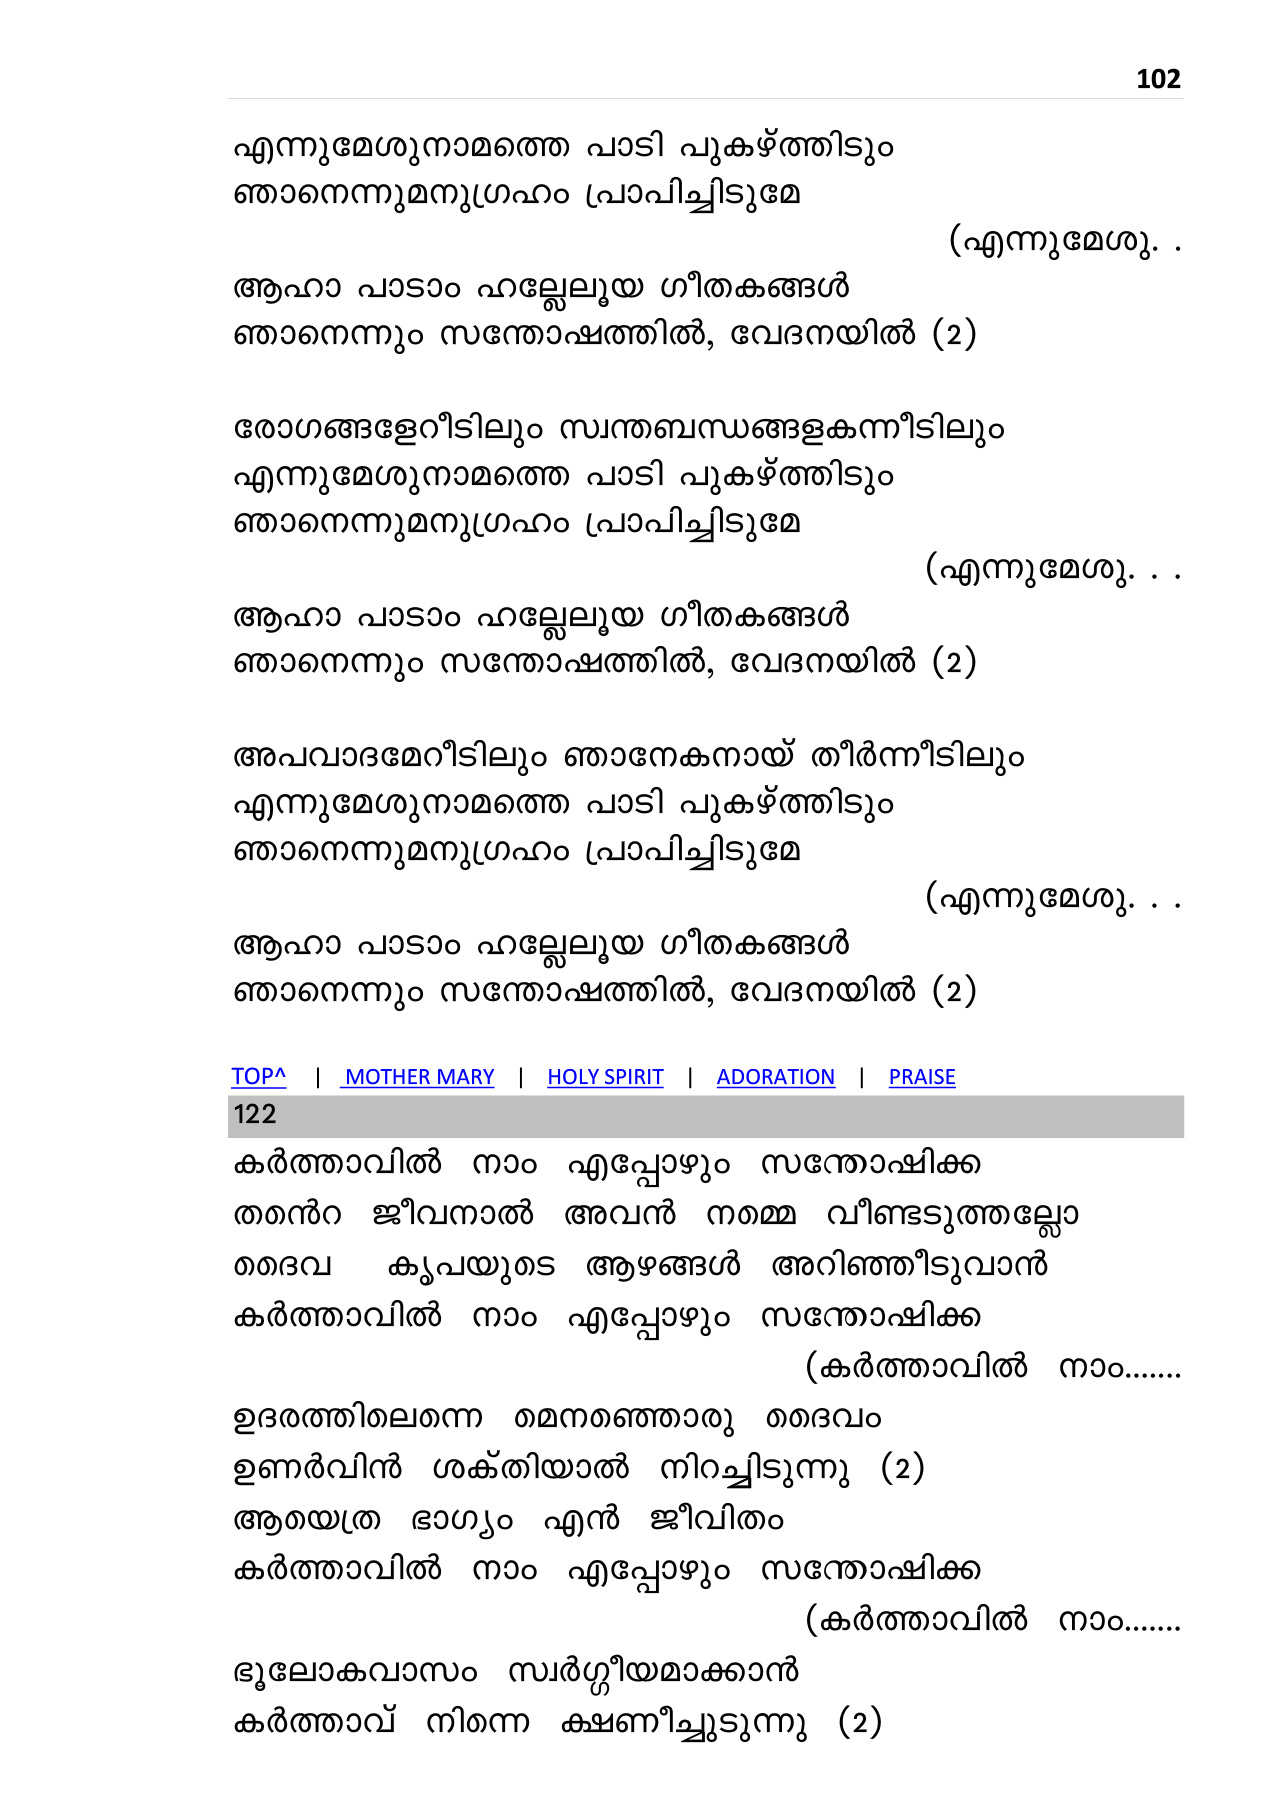 102
എന്നുമേശുനാമത്തെ പാടി പുകഴ്ത്തിടും
ഞാനെന്നുമനുഗ്രഹം പ്രാപിച്ചിടുമേ
(എന്നുമേശു. .
ആഹാ പാടാം ഹല്ലേലൂയ ഗീതകങ്ങൾ
ഞാനെന്നും സന്തോഷത്തിൽ, വേദനയിൽ (2)
രോഗങ്ങളേറീടിലും സ്വന്തബന്ധങ്ങളകന്നീടിലും
എന്നുമേശുനാമത്തെ പാടി പുകഴ്ത്തിടും
ഞാനെന്നുമനുഗ്രഹം പ്രാപിച്ചിടുമേ
(എന്നുമേശു. . .
ആഹാ പാടാം ഹല്ലേലൂയ ഗീതകങ്ങൾ
ഞാനെന്നും സന്തോഷത്തിൽ, വേദനയിൽ (2)
അപവാദമേറീടിലും ഞാനേകനായ് തീർന്നീടിലും
എന്നുമേശുനാമത്തെ പാടി പുകഴ്ത്തിടും
ഞാനെന്നുമനുഗ്രഹം പ്രാപിച്ചിടുമേ
(എന്നുമേശു. . .
ആഹാ പാടാം ഹല്ലേലൂയ ഗീതകങ്ങൾ
ഞാനെന്നും സന്തോഷത്തിൽ, വേദനയിൽ (2)
TOP^ | MOTHER MARY | HOLY SPIRIT | ADORATION | PRAISE
122
കർത്താവിൽ നാം എപ്പോഴും സന്തോഷിക്ക
തൻെറ ജീവനാൽ അവൻ നമ്മെ വീണ്ടടുത്തല്ലോ
ദൈവ കൃപയുടെ ആഴങ്ങൾ അറിഞ്ഞീടുവാൻ
കർത്താവിൽ നാം എപ്പോഴും സന്തോഷിക്ക
(കർത്താവിൽ നാം.......
ഉദരത്തിലെന്നെ മെനഞ്ഞൊരു ദൈവം
ഉണർവിൻ ശക്‌തിയാൽ നിറച്ചിടുന്നു (2)
ആയെത്ര ഭാഗ്യം എൻ ജീവിതം
കർത്താവിൽ നാം എപ്പോഴും സന്തോഷിക്ക
(കർത്താവിൽ നാം.......
ഭൂലോകവാസം സ്വർഗ്ഗീയമാക്കാൻ
കർത്താവ് നിന്നെ ക്ഷണീച്ചുടുന്നു (2)